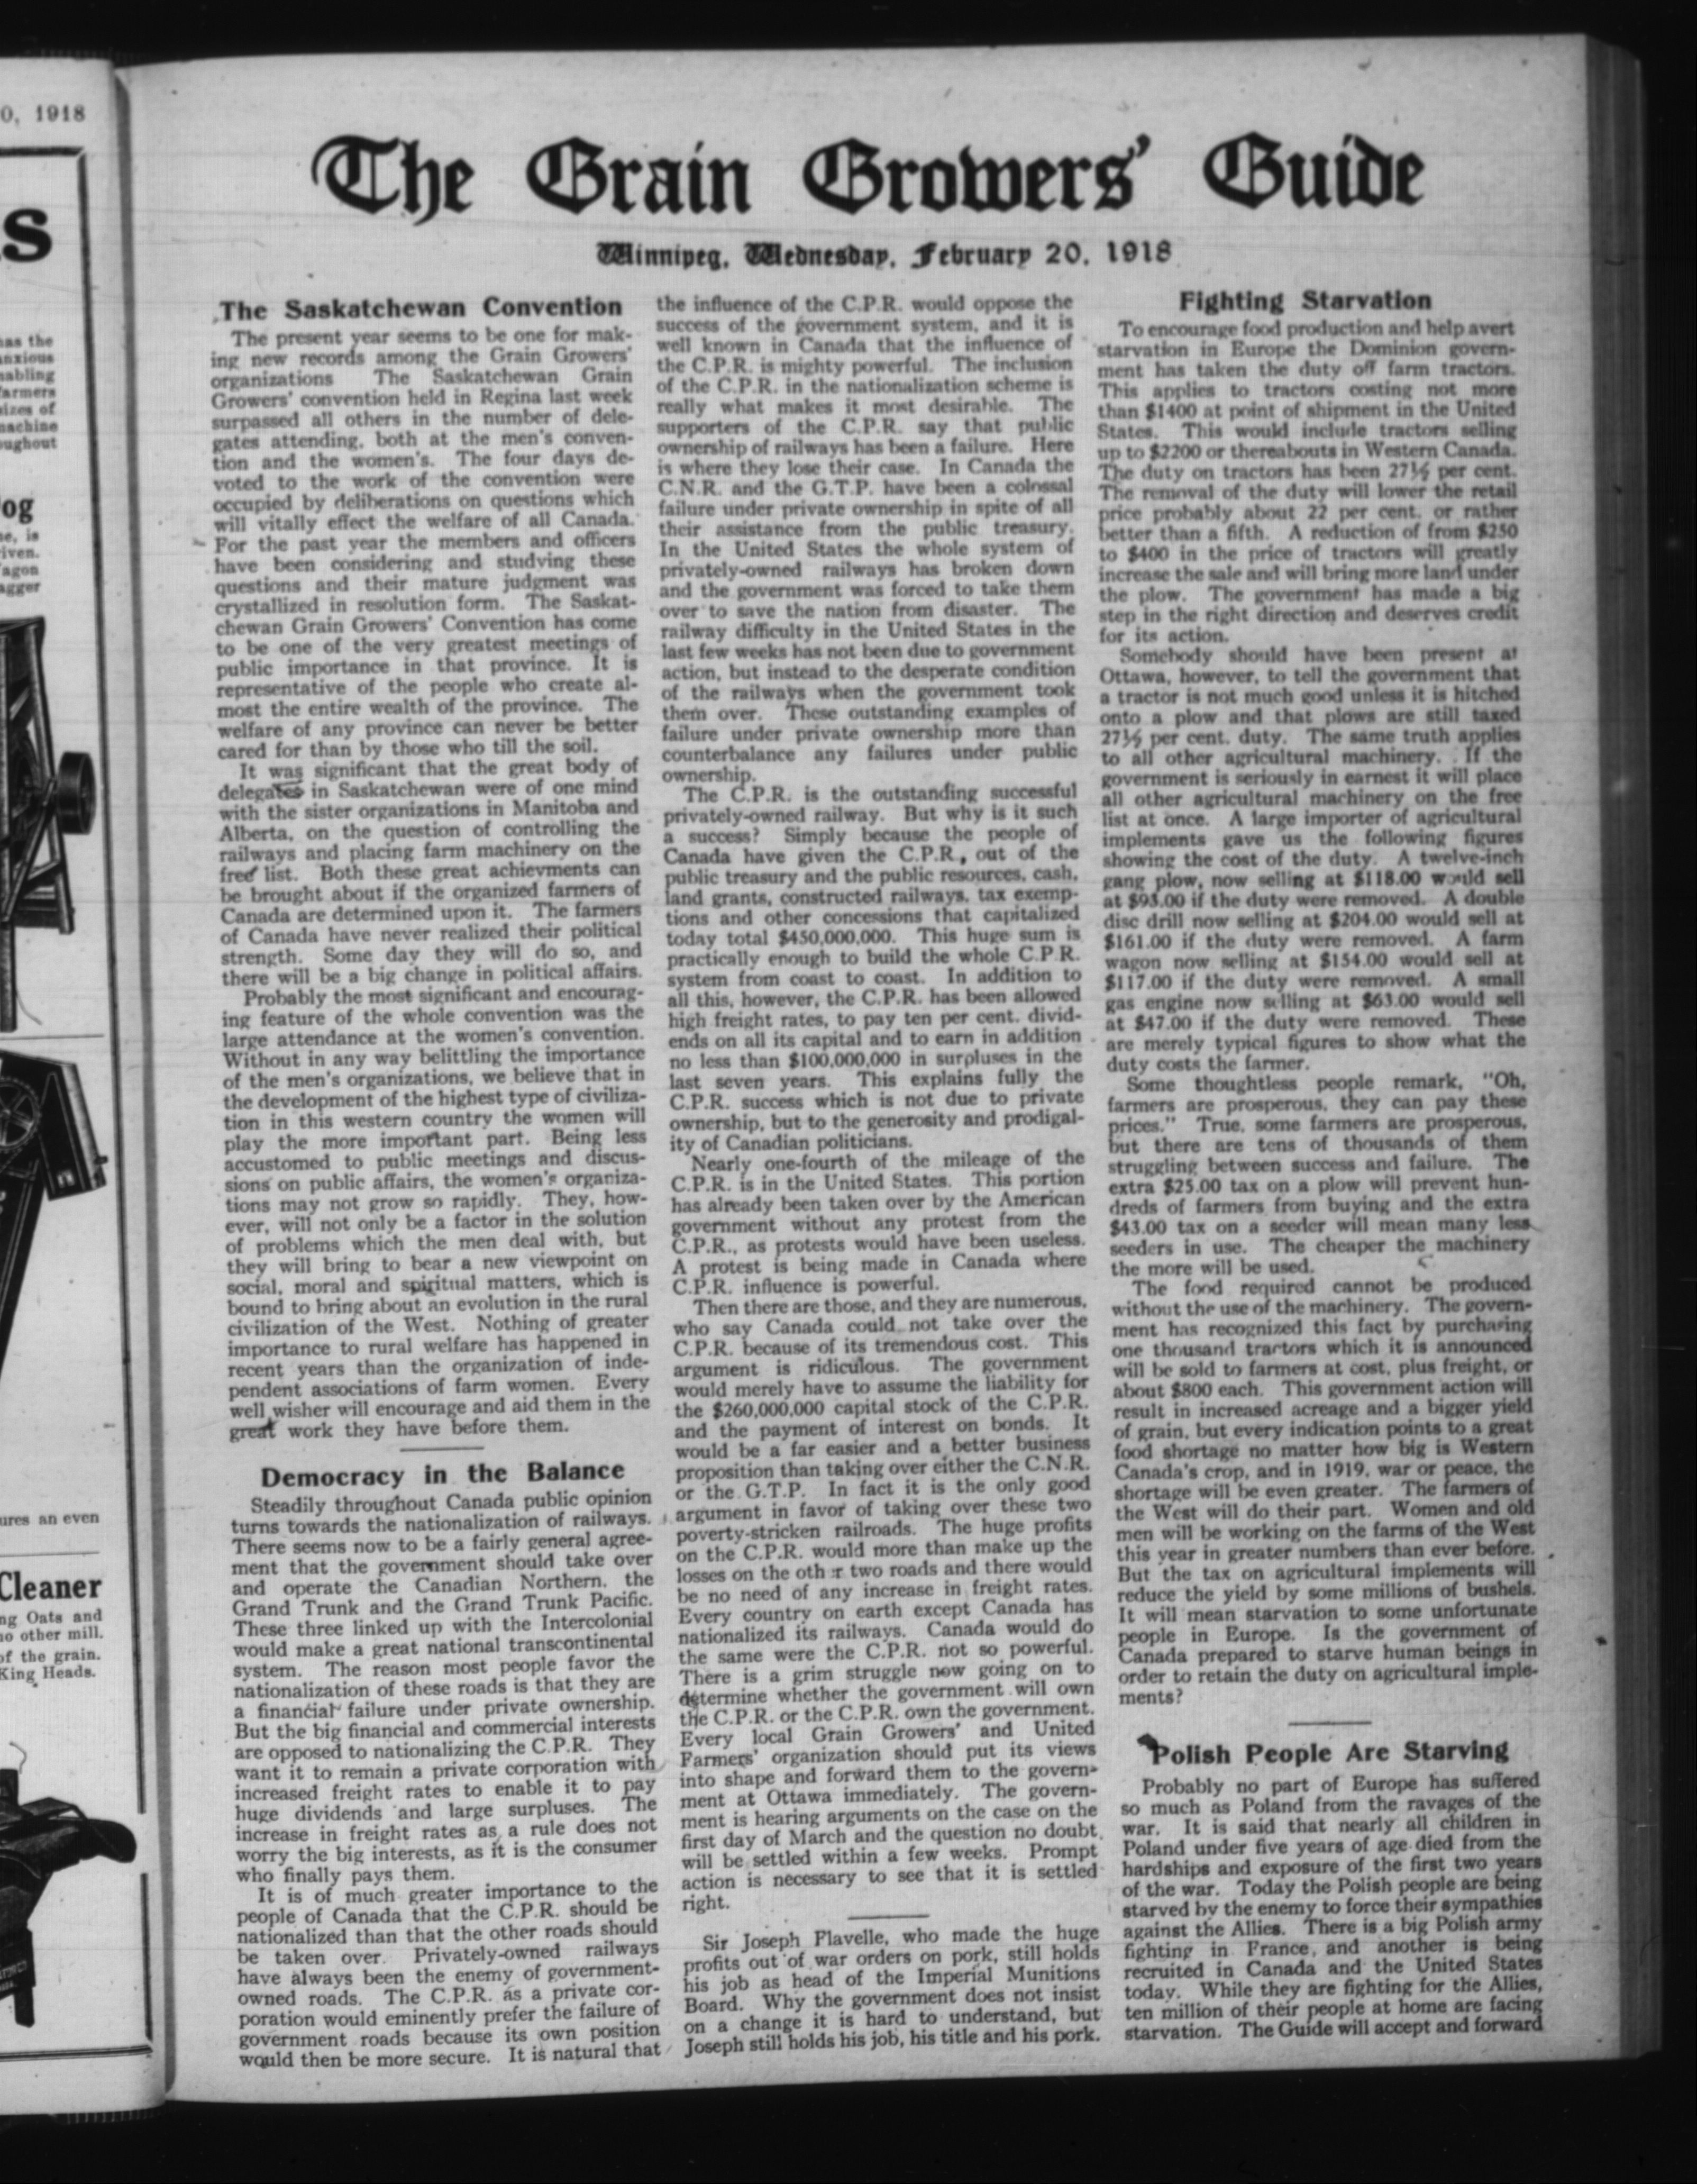 0, 1918
s
has the
anxious
nabling
farmers
sizes of
machine
oughout
og
ne, is
riven.
agon
agger
ures an even
Cleaner
ng Oats and
no other mill.
of the grain.
King Heads.
The Grain Growers' Guide
Winnipeg, Wednesday, February 20, 1918
The Saskatchewan Convention
The present year seems to be one for mak-
ing new records among the Grain Growers'
organizations The Saskatchewan Grain
Growers' convention held in Regina last week
surpassed all others in the number of dele-
gates attending, both at the men's conven-
tion and the women's. The four days de-
voted to the work of the convention were
occupied by deliberations on questions which
will vitally effect the welfare of all Canada.
For the past year the members and officers
have been considering and studying these
questions and their mature judgment was
crystallized in resolution form. The Saskat-
chewan Grain Growers' Convention has come
to be one of the very greatest meetings of
public importance in that province. It is
representative of the people who create al-
most the entire wealth of the province. The
welfare of any province can never be better
cared for than by those who till the soil.
It was significant that the great body of
delegates in Saskatchewan were of one mind
with the sister organizations in Manitoba and
Alberta, on the question of controlling the
railways and placing farm machinery on the
free list. Both these great achievments can
be brought about if the organized farmers of
Canada are determined upon it. The farmers
of Canada have never realized their political
strength. Some day they will do so, and
there will be a big change in political affairs.
Probably the most significant and encourag-
ing feature of the whole convention was the
large attendance at the women's convention.
Without in any way belittling the importance
of the men's organizations, we believe that in
the development of the highest type of civiliza-
tion in this western country the women will
play the more important part. Being less
accustomed to public meetings and discus-
sions on public affairs, the women's organiza-
tions may not grow so rapidly. They, how-
ever, will not only be a factor in the solution
of problems which the men deal with, but
they will bring to bear a new viewpoint on
social, moral and spiritual matters, which is
bound to bring about an evolution in the rural
civilization of the West. Nothing of greater
importance to rural welfare has happened in
recent years than the organization of inde-
pendent associations of farm women. Every
well wisher will encourage and aid them in the
great work they have before them.
Democracy in the Balance
Steadily throughout Canada public opinion
turns towards the nationalization of railways.
There seems now to be a fairly general agree-
ment that the government should take over
and operate the Canadian Northern, the
Grand Trunk and the Grand Trunk Pacific.
These three linked up with the Intercolonial
would make a great national transcontinental
system. The reason most people favor the
nationalization of these roads is that they are
a financial failure under private ownership.
But the big financial and commercial interests
are opposed to nationalizing the C.P.R. They
want it to remain a private corporation with
increased freight rates to enable it to pay
huge dividends and large surpluses. The
increase in freight rates as a rule does not
worry the big interests, as it is the consumer
who finally pays them.
It is of much greater importance to the
people of Canada that the C.P.R. should be
nationalized than that the other roads should
be taken over. Privately-owned railways
have always been the enemy of government-
owned roads. The C.P.R. as a private cor-
poration would eminently prefer the failure of
government roads because its own position
would then be more secure. It is natural that
the influence of the C.P.R. would oppose the
success of the government system, and it is
well known in Canada that the influence of
the C.P.R. is mighty powerful. The inclusion
of the C.P.R. in the nationalization scheme is
really what makes it most desirable. The
supporters of the C.P.R. say that public
ownership of railways has been a failure. Here
is where they lose their case. In Canada the
C.N.R. and the G.T.P. have been a colossal
failure under private ownership in spite of all
their assistance from the public treasury.
In the United States the whole system of
privately-owned railways has broken down
and the government was forced to take them
over to save the nation from disaster. The
railway difficulty in the United States in the
last few weeks has not been due to government
action, but instead to the desperate condition
of the railways when the government took
them over. These outstanding examples of
failure under private ownership more than
counterbalance any failures under public
ownership.
The C.P.R. is the outstanding successful
privately-owned railway. But why is it such
a success? Simply because the people of
Canada have given the C.P.R., out of the
public treasury and the public resources, cash,
land grants, constructed railways, tax exemp-
tions and other concessions that capitalized
today total $450,000,000. This huge sum is
practically enough to build the whole C.P.R.
system from coast to coast. In addition to
all this, however, the C.P.R. has been allowed
high freight rates, to pay ten per cent. divid-
ends on all its capital and to earn in addition
no less than $100,000,000 in surpluses in the
last seven years. This explains fully the
C.P.R. success which is not due to private
ownership, but to the generosity and prodigal-
ity of Canadian politicians.
Nearly one-fourth of the mileage of the
C.P.R. is in the United States. This portion
has already been taken over by the American
government without any protest from the
C.P.R., as protests would have been useless.
A protest is being made in Canada where
C.P.R. influence is powerful.
Then there are those, and they are numerous,
who say Canada could not take over the
C.P.R. because of its tremendous cost. This
argument is ridiculous. The government
would merely have to assume the liability for
the $260,000,000 capital stock of the C.P.R.
and the payment of interest on bonds. It
would be a far easier and a better business
proposition than taking over either the C.N.R.
or the G.T.P. In fact it is the only good
argument in favor of taking over these two
poverty-stricken railroads. The huge profits
on the C.P.R. would more than make up the
losses on the other two roads and there would
be no need of any increase in freight rates.
Every country on earth except Canada has
nationalized its railways. Canada would do
the same were the C.P.R. not so powerful.
There is a grim struggle now going on to
determine whether the government will own
the C.P.R. or the C.P.R. own the government.
Every local Grain Growers' and United
Farmers' organization should put its views
into shape and forward them to the govern-
ment at Ottawa immediately. The govern-
ment is hearing arguments on the case on the
first day of March and the question no doubt
will be settled within a few weeks. Prompt
action is necessary to see that it is settled
right.
Sir Joseph Flavelle, who made the huge
profits out of war orders on pork, still holds
his job as head of the Imperial Munitions
Board. Why the government does not insist
on a change it is hard to understand, but
Joseph still holds his job, his title and his pork.
Fighting Starvation
To encourage food production and help avert
starvation in Europe the Dominion govern-
ment has taken the duty off farm tractors.
This applies to tractors costing not more
than $1400 at point of shipment in the United
States. This would include tractors selling
up to $2200 or thereabouts in Western Canada.
The duty on tractors has been 27½ per cent.
The removal of the duty will lower the retail
price probably about 22 per cent. or rather
better than a fifth. A reduction of from $250
to $400 in the price of tractors will greatly
increase the sale and will bring more land under
the plow. The government has made a big
step in the right direction and deserves credit
for its action.
Somebody should have been present at
Ottawa, however, to tell the government that
a tractor is not much good unless it is hitched
onto a plow and that plows are still taxed
27½ per cent. duty. The same truth applies
to all other agricultural machinery. If the
government is seriously in earnest it will place
all other agricultural machinery on the free
list at once. A large importer of agricultural
implements gave us the following figures
showing the cost of the duty. A twelve-inch
gang plow, now selling at $118.00 would sell
at $93.00 if the duty were removed. A double
disc drill now selling at $204.00 would sell at
$161.00 if the duty were removed. A farm
wagon now selling at $154.00 would sell at
$117.00 if the duty were removed. A small
gas engine now selling at $63.00 would sell
at $47.00 if the duty were removed. These
are merely typical figures to show what the
duty costs the farmer.
Some thoughtless people remark, "Oh,
farmers are prosperous, they can pay these
prices." True, some farmers are prosperous,
but there are tens of thousands of them
struggling between success and failure. The
extra $25.00 tax on a plow will prevent hun-
dreds of farmers from buying and the extra
$43.00 tax on a seeder will mean many less
seeders in use. The cheaper the machinery
the more will be used.
The food required cannot be produced
without the use of the machinery. The govern-
ment has recognized this fact by purchasing
one thousand tractors which it is announced
will be sold to farmers at cost, plus freight, or
about $800 each. This government action will
result in increased acreage and a bigger yield
of grain, but every indication points to a great
food shortage no matter how big is Western
Canada's crop, and in 1919, war or peace, the
shortage will be even greater. The farmers of
the West will do their part. Women and old
men will be working on the farms of the West
this year in greater numbers than ever before.
But the tax on agricultural implements will
reduce the yield by some millions of bushels.
It will mean starvation to some unfortunate
people in Europe. Is the government of
Canada prepared to starve human beings in
order to retain the duty on agricultural imple-
ments?
Polish People Are Starving
Probably no part of Europe has suffered
so much as Poland from the ravages of the
war. It is said that nearly all children in
Poland under five years of age died from the
hardships and exposure of the first two years
of the war. Today the Polish people are being
starved by the enemy to force their sympathies
against the Allies. There is a big Polish army
fighting in France, and another is being
recruited in Canada and the United States
today. While they are fighting for the Allies,
ten million of their people at home are facing
starvation. The Guide will accept and forward